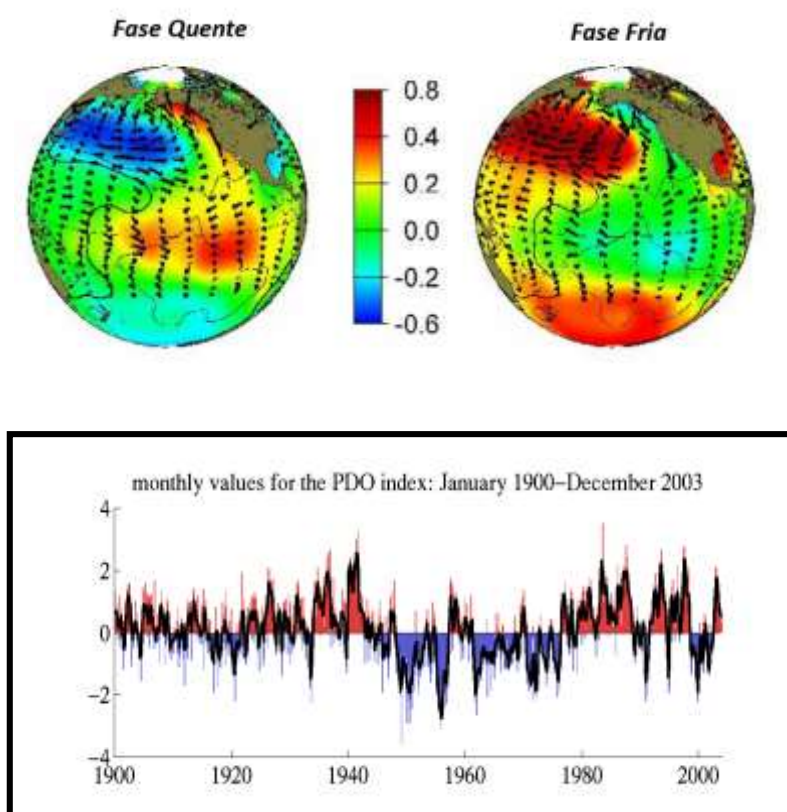 Fase Quente
Fase Fria
0.8
0.4
0.2
0.0
-0.2
-0.6
monthly values for the PDO index: January 1900–December 2003
4
2
0
−2
−4
1900 1920 1940 1960 1980 2000